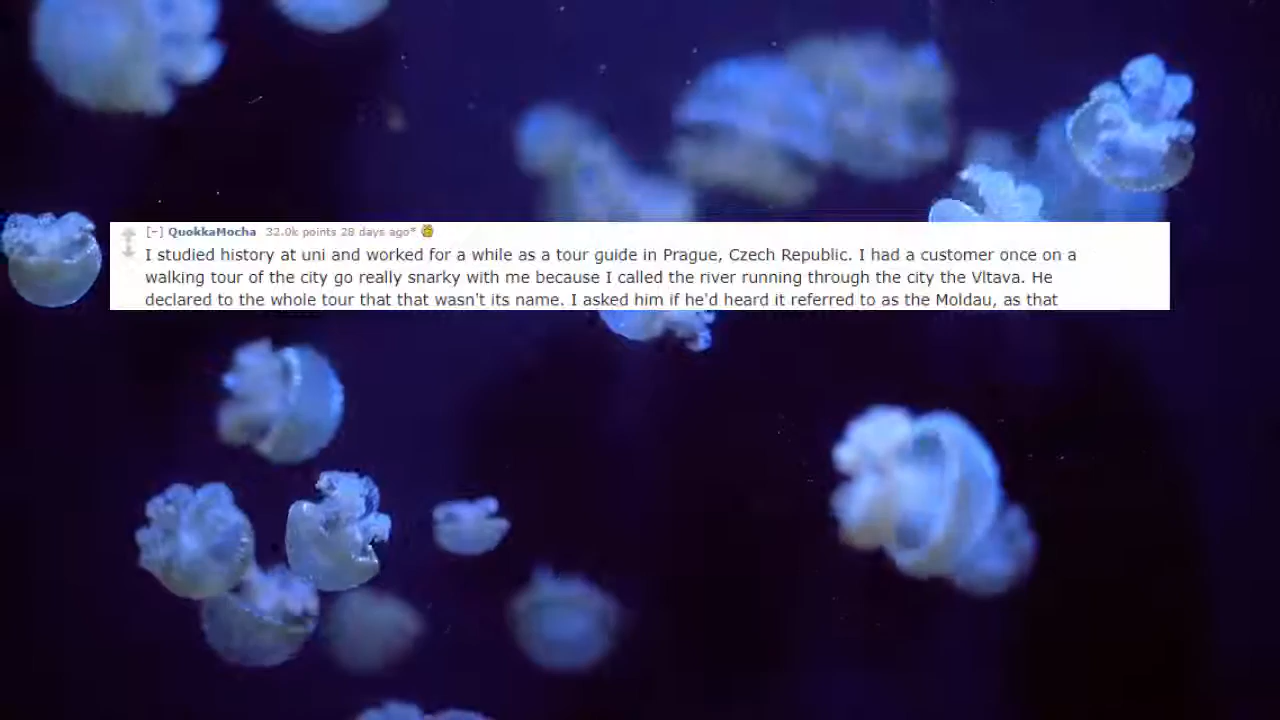 [-] QuokkaMocha 32.0k points 28 days ago*
I studied history at uni and worked for a while as a tour guide in Prague, Czech Republic. I had a customer once on a
walking tour of the city go really snarky with me because I called the river running through the city the Vltava. He
declared to the whole tour that that wasn't its name. I asked him if he'd heard it referred to as the Moldau, as that